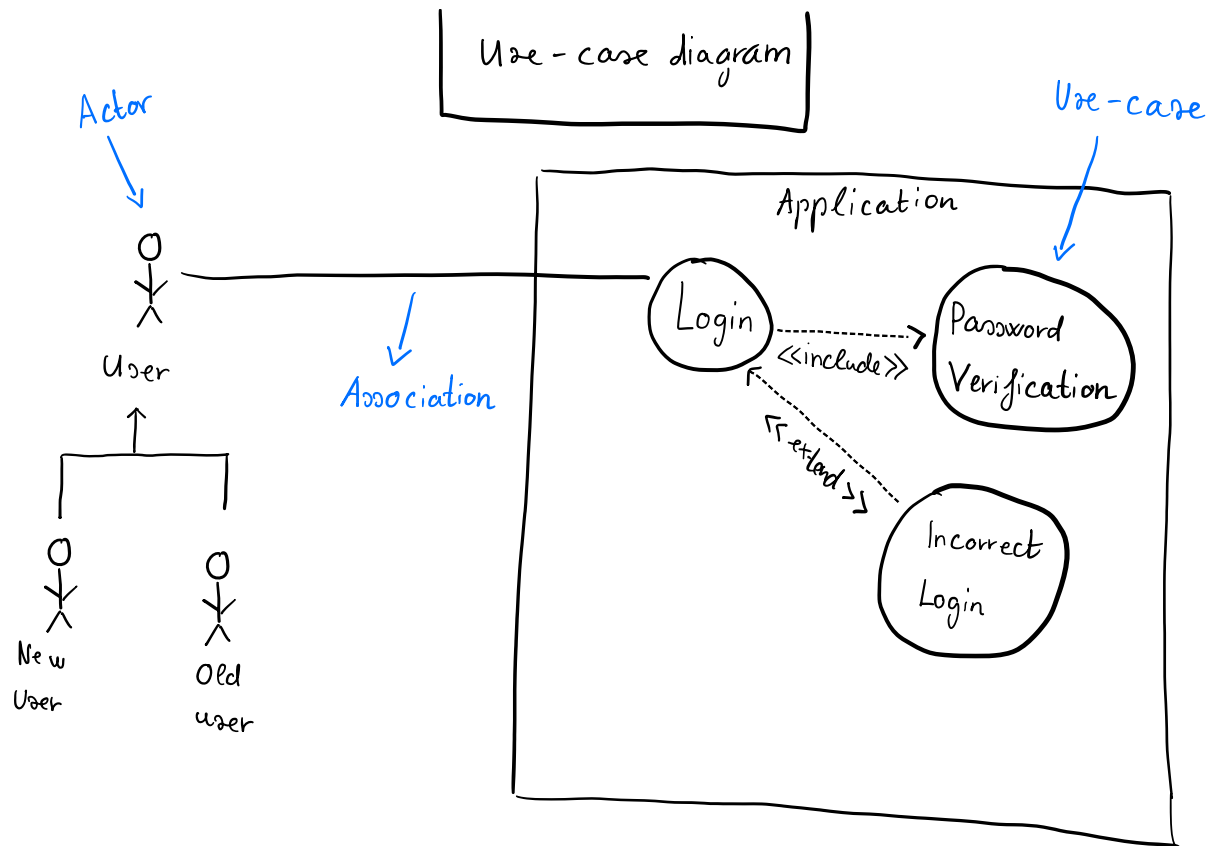 Use-case diagram
Actor
Use-case
Application
Login
Password
Verification
<<include>>
User
Association
<<extend>>
Incorrect
Login
New
User
Old
user